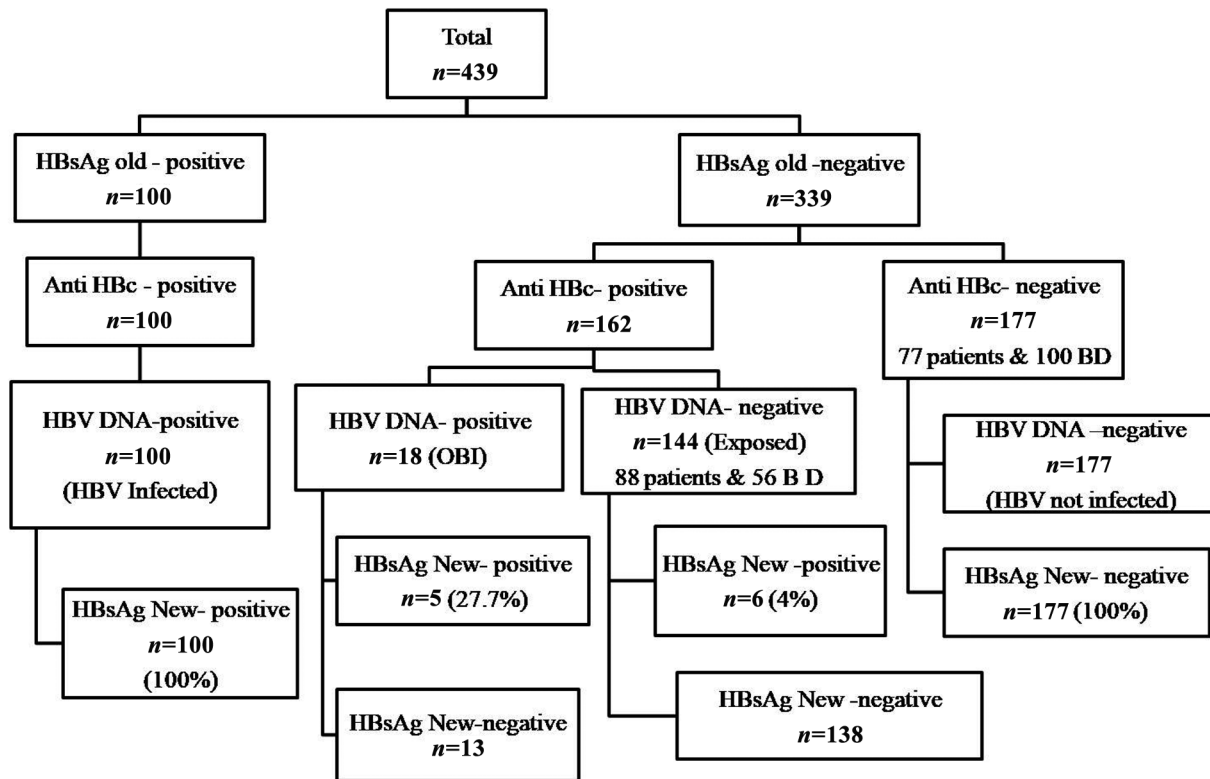 Total
n=439
HBsAg old - positive
n=100
HBsAg old -negative
n=339
Anti HBc - positive
n=100
Anti HBc- positive
n=162
Anti HBc- negative
n=177
77 patients & 100 BD
HBV DNA-positive
n=100
(HBV Infected)
HBV DNA- positive
n=18 (OBI)
HBV DNA- negative
n=144 (Exposed)
88 patients & 56 B D
HBV DNA –negative
n=177
(HBV not infected)
HBsAg New- positive
n=100
(100%)
HBsAg New- positive
n=5 (27.7%)
HBsAg New -positive
n=6 (4%)
HBsAg New- negative
n=177 (100%)
HBsAg New-negative
n=13
HBsAg New -negative
n=138